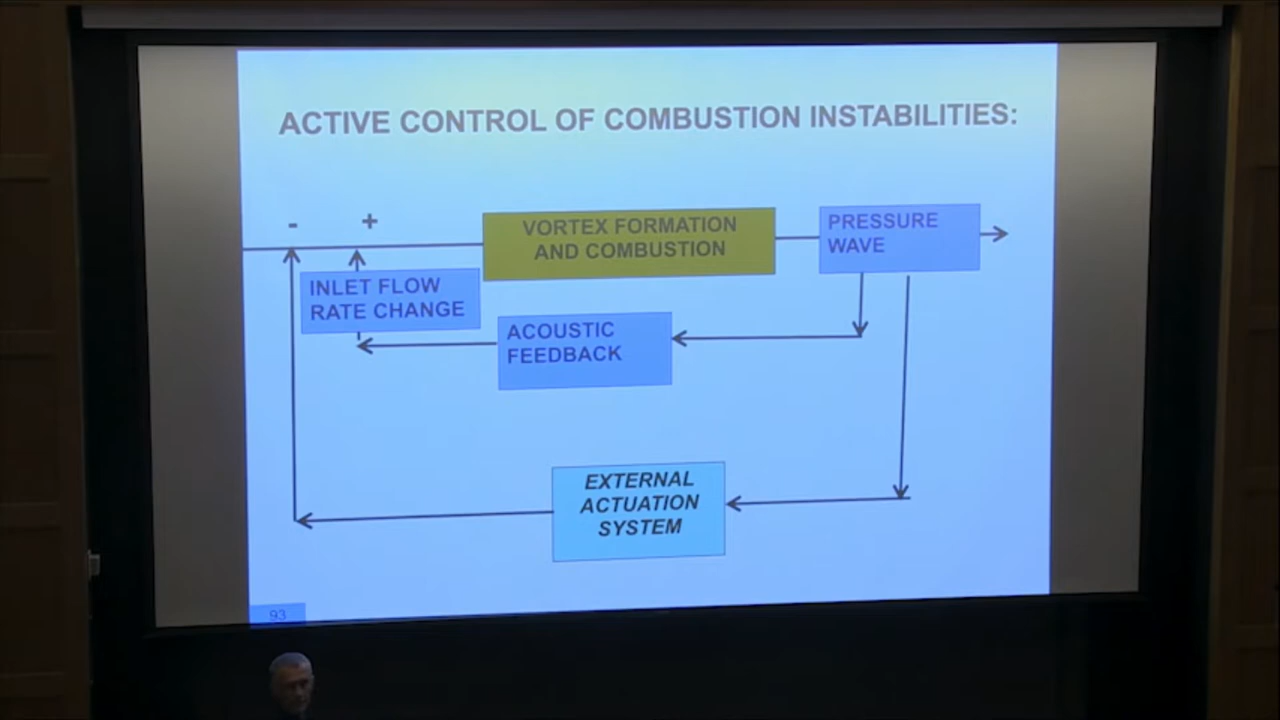 ACTIVE CONTROL OF COMBUSTION INSTABILITIES:
- +
VORTEX FORMATION
AND COMBUSTION
PRESSURE
WAVE
INLET FLOW
RATE CHANGE
ACOUSTIC
FEEDBACK
EXTERNAL
ACTUATION
SYSTEM
93